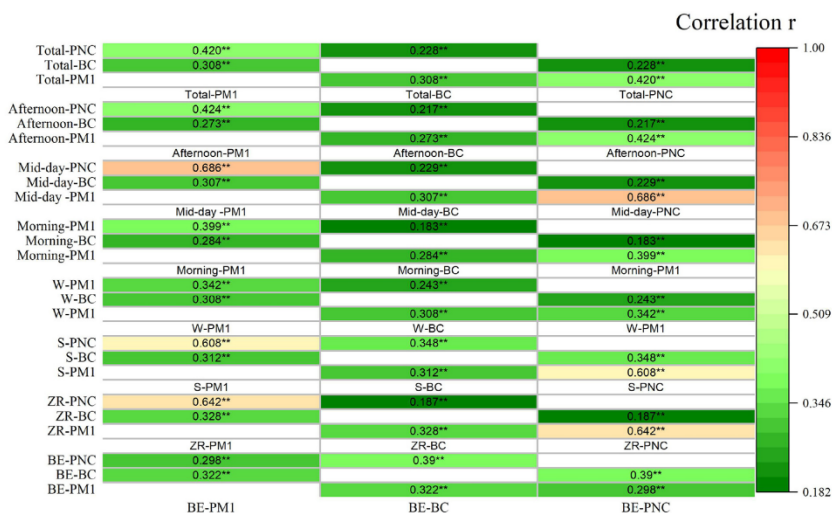 Correlation r
Total-PNC 0.420** 0.228** 1.00
Total-BC 0.308** 0.228**
Total-PM1 0.308** 0.420**
Total-PM1 Total-BC Total-PNC
Afternoon-PNC 0.424** 0.217**
Afternoon-BC 0.273** 0.217** 0.836
Afternoon-PM1 0.273** 0.424**
Afternoon-PM1 Afternoon-BC Afternoon-PNC
Mid-day-PNC 0.686** 0.229**
Mid-day-BC 0.307** 0.229**
Mid-day -PM1 0.307** 0.686**
Mid-day -PM1 Mid-day-BC Mid-day-PNC 0.673
Morning-PM1 0.399** 0.183**
Morning-BC 0.284** 0.183**
Morning-PM1 0.284** 0.399**
Morning-PM1 Morning-BC Morning-PM1
W-PM1 0.342** 0.243**
W-BC 0.308** 0.243**
W-PM1 0.308** 0.342** 0.509
W-PM1 W-BC W-PM1
S-PNC 0.608** 0.348**
S-BC 0.312** 0.348**
S-PM1 0.312** 0.608**
S-PM1 S-BC S-PNC 0.346
ZR-PNC 0.642** 0.187**
ZR-BC 0.328** 0.187**
ZR-PM1 0.328** 0.642**
ZR-PM1 ZR-BC ZR-PNC
BE-PNC 0.298** 0.39**
BE-BC 0.322** 0.39**
BE-PM1 0.322** 0.298** 0.182
BE-PM1 BE-BC BE-PNC